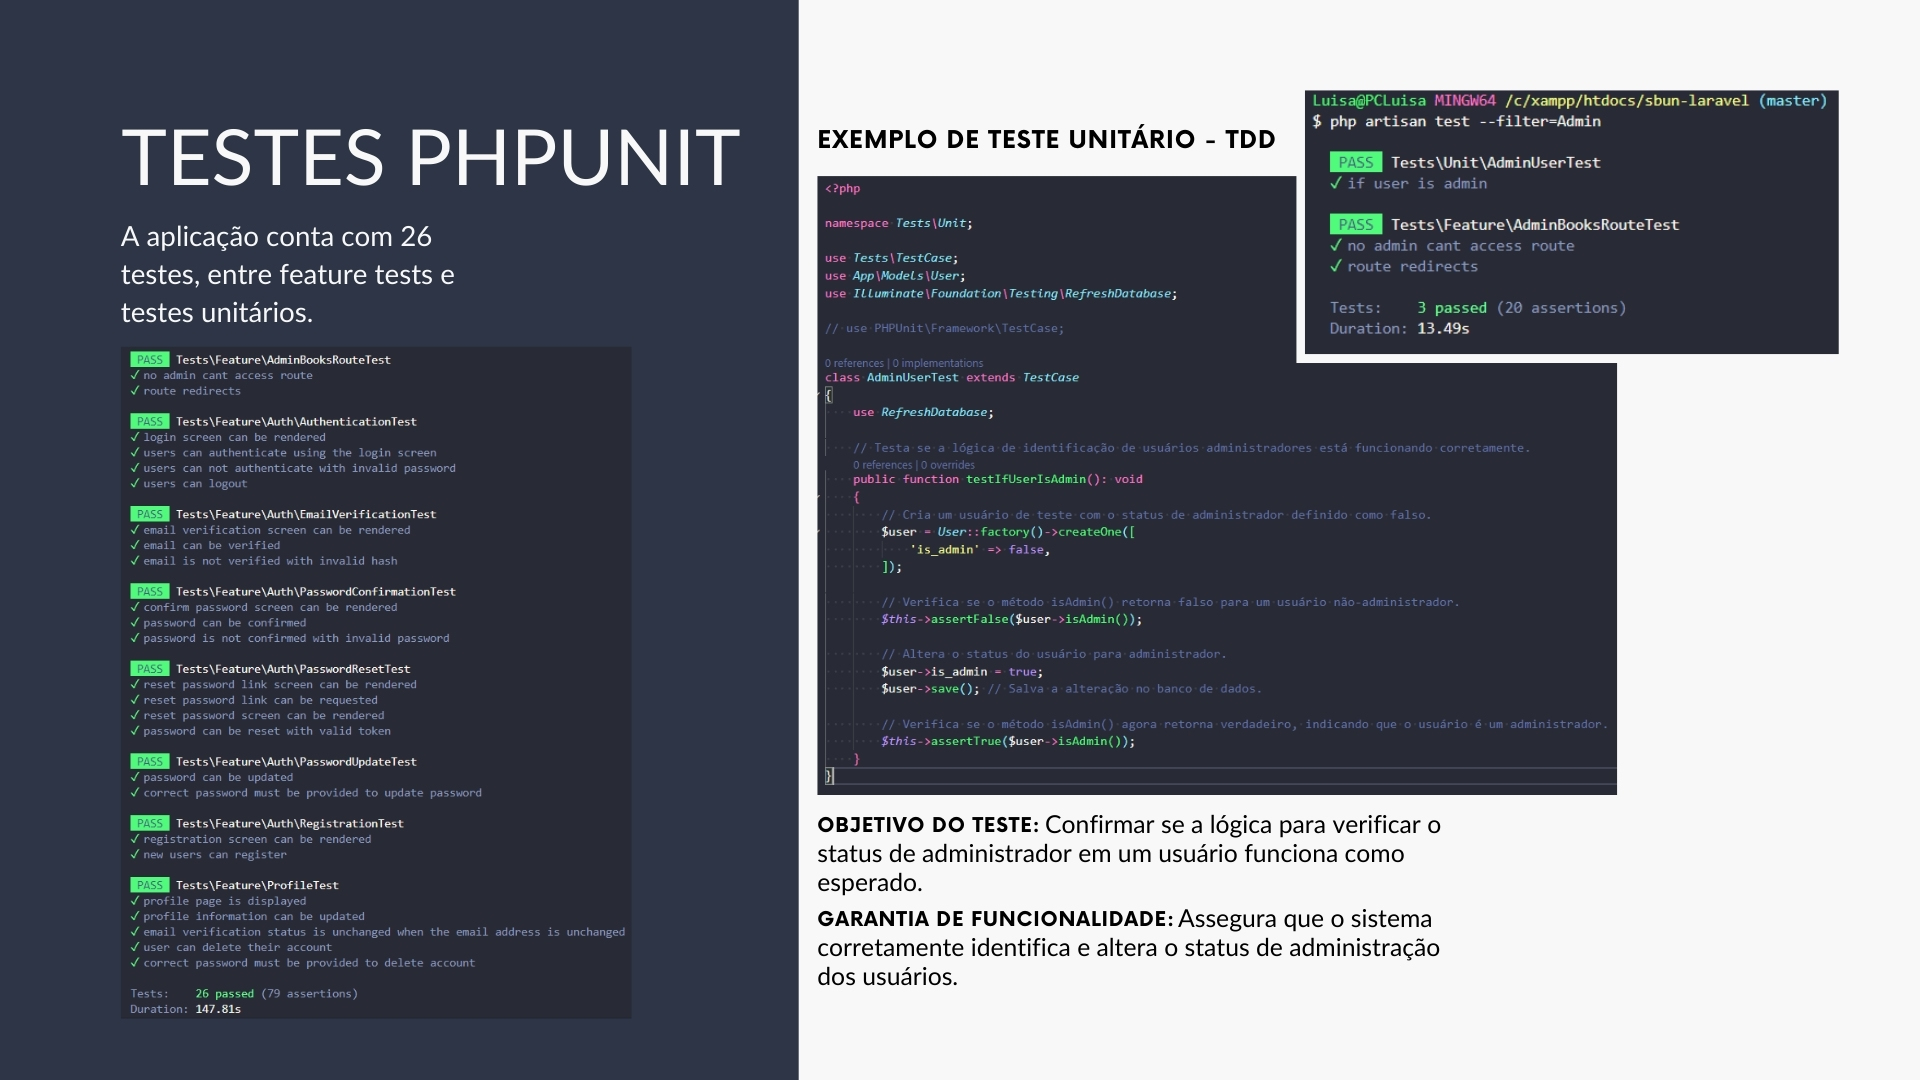 TESTES PHPUNIT
A aplicação conta com 26
testes, entre feature tests e
testes unitários.
PASS Tests\Feature\AdminBooksRouteTest
✓ no admin cant access route
✓ route redirects
PASS Tests\Feature\Auth\AuthenticationTest
✓ login screen can be rendered
✓ users can authenticate using the login screen
✓ users can not authenticate with invalid password
✓ users can logout
PASS Tests\Feature\Auth\EmailVerificationTest
✓ email verification screen can be rendered
✓ email can be verified
✓ email is not verified with invalid hash
PASS Tests\Feature\Auth\PasswordConfirmationTest
✓ confirm password screen can be rendered
✓ password can be confirmed
✓ password is not confirmed with invalid password
PASS Tests\Feature\Auth\PasswordResetTest
✓ reset password link screen can be rendered
✓ reset password link can be requested
✓ reset password screen can be rendered
✓ password can be reset with valid token
PASS Tests\Feature\Auth\PasswordUpdateTest
✓ password can be updated
✓ correct password must be provided to update password
PASS Tests\Feature\Auth\RegistrationTest
✓ registration screen can be rendered
✓ new users can register
PASS Tests\Feature\ProfileTest
✓ profile page is displayed
✓ profile information can be updated
✓ email verification status is unchanged when the email address is unchanged
✓ user can delete their account
✓ correct password must be provided to delete account
Tests: 26 passed (79 assertions)
Duration: 147.81s
EXEMPLO DE TESTE UNITÁRIO - TDD
<?php
namespace Tests\Unit;
use Tests\TestCase;
use App\Models\User;
use Illuminate\Foundation\Testing\RefreshDatabase;
// use PHPUnit\Framework\TestCase;
0 references | 0 implementations
class AdminUserTest extends TestCase
{
use RefreshDatabase;
// Testa se a lógica de identificação de usuários administradores está funcionando corretamente.
0 references | 0 overrides
public function testIfUserIsAdmin(): void
{
// Cria um usuário de teste com o status de administrador definido como falso.
$user = User::factory()->createOne([
'is_admin' => false,
]);
// Verifica se o método isAdmin() retorna falso para um usuário não-administrador.
$this->assertFalse($user->isAdmin());
// Altera o status do usuário para administrador.
$user->is_admin = true;
$user->save(); // Salva a alteração no banco de dados.
// Verifica se o método isAdmin() agora retorna verdadeiro, indicando que o usuário é um administrador.
$this->assertTrue($user->isAdmin());
}
}
Luisa@PCLuisa MINGW64 /c/xampp/htdocs/sbun-laravel (master)
$ php artisan test --filter=Admin
PASS Tests\Unit\AdminUserTest
✓ if user is admin
PASS Tests\Feature\AdminBooksRouteTest
✓ no admin cant access route
✓ route redirects
Tests: 3 passed (20 assertions)
Duration: 13.49s
OBJETIVO DO TESTE: Confirmar se a lógica para verificar o
status de administrador em um usuário funciona como
esperado.
GARANTIA DE FUNCIONALIDADE: Assegura que o sistema
corretamente identifica e altera o status de administração
dos usuários.